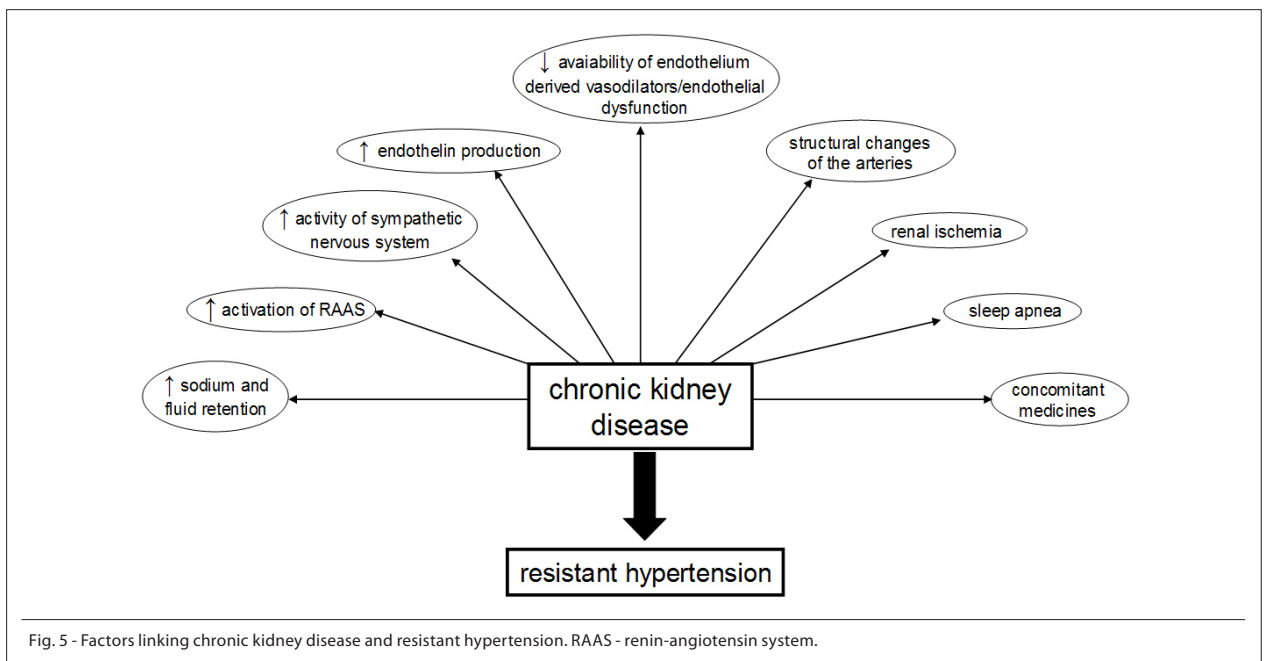 ↓ avaiability of endothelium
derived vasodilators/endothelial
dysfunction
↑ endothelin production
structural changes
of the arteries
↑ activity of sympathetic
nervous system
renal ischemia
↑ activation of RAAS
sleep apnea
↑ sodium and
fluid retention
chronic kidney
disease
concomitant
medicines
resistant hypertension
Fig. 5 - Factors linking chronic kidney disease and resistant hypertension. RAAS - renin-angiotensin system.